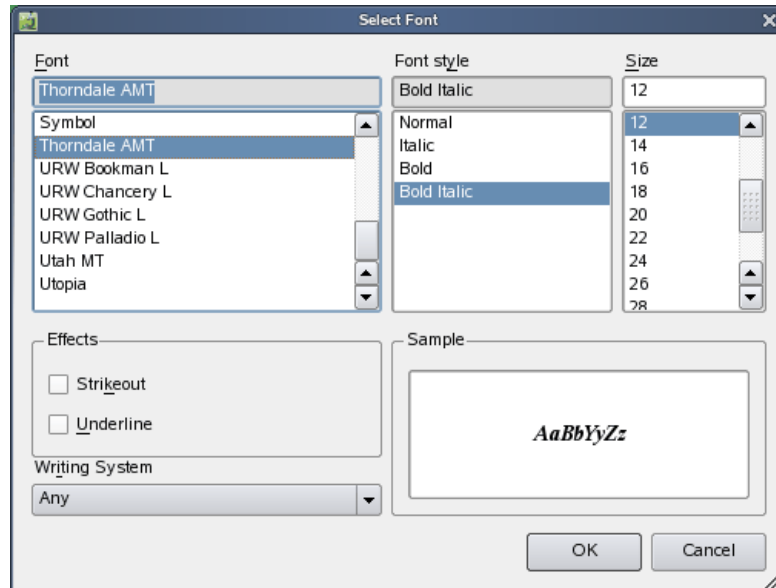 Select Font
Font
Font style
Size
Thorndale AMT
Bold Italic
12
Symbol
Thorndale AMT
URW Bookman L
URW Chancery L
URW Gothic L
URW Palladio L
Utah MT
Utopia
Normal
Italic
Bold
Bold Italic
12
14
16
18
20
22
24
26
28
Effects
Strikeout
Underline
Sample
AaBbYyZz
Writing System
Any
OK
Cancel